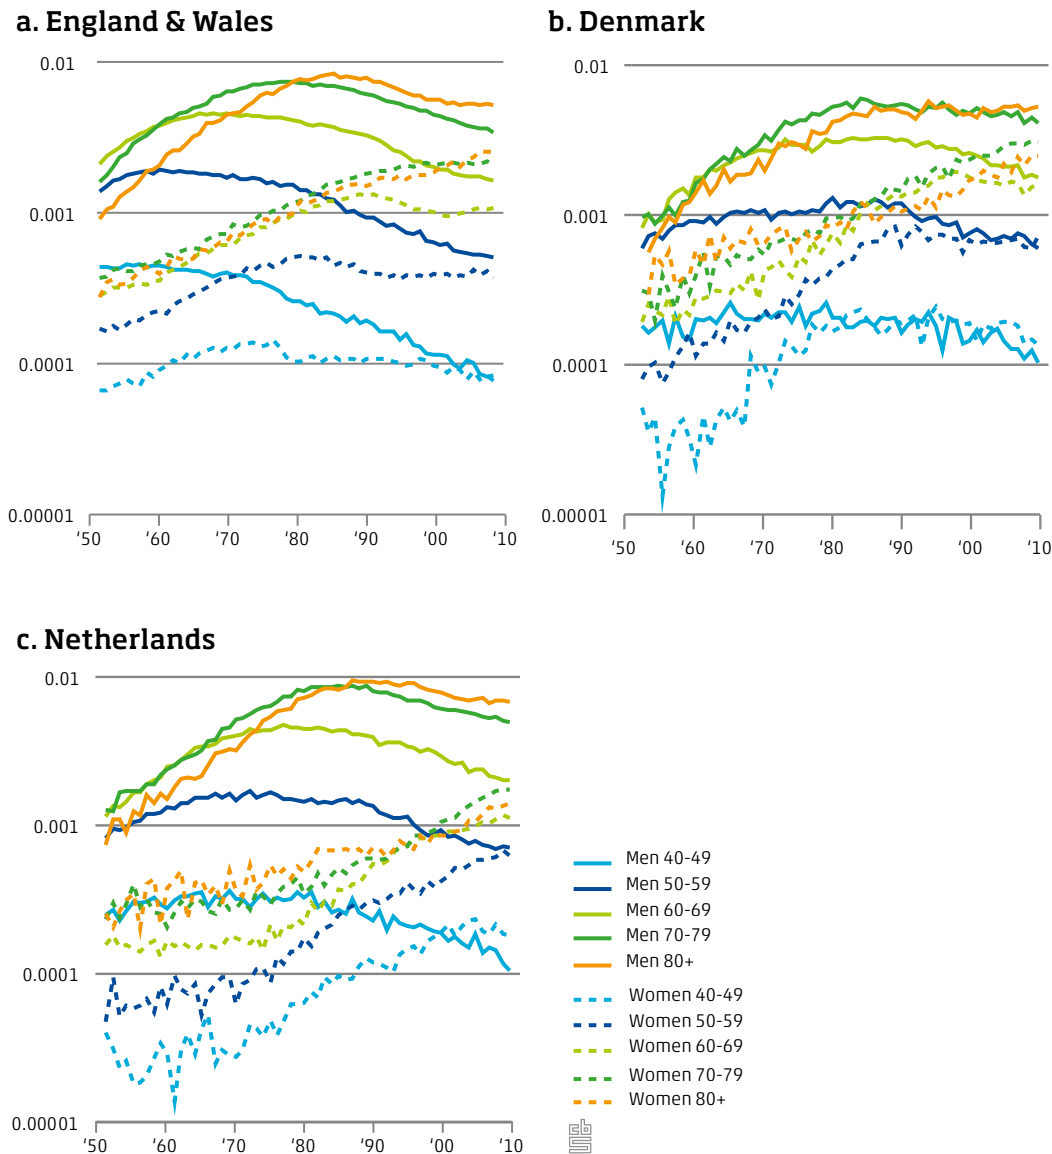 a. England & Wales
0.01
0.001
0.0001
0.00001
‘50 ‘60 ‘70 ‘80 ‘90 ‘00 ‘10
b. Denmark
0.01
0.001
0.0001
0.00001
‘50 ‘60 ‘70 ‘80 ‘90 ‘00 ‘10
c. Netherlands
0.01
0.001
0.0001
0.00001
‘50 ‘60 ‘70 ‘80 ‘90 ‘00 ‘10
Men 40-49
Men 50-59
Men 60-69
Men 70-79
Men 80+
Women 40-49
Women 50-59
Women 60-69
Women 70-79
Women 80+